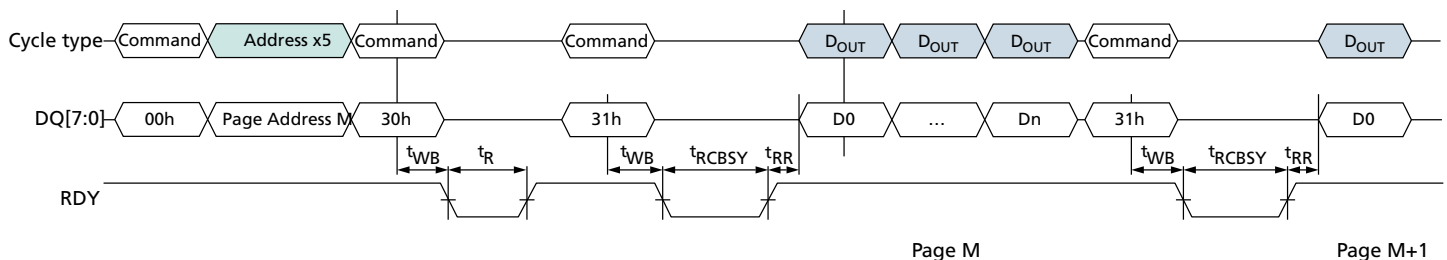 Cycle type Command Address x5 Command Command DOUT DOUT DOUT Command DOUT
DQ[7:0] 00h Page Address M 30h 31h D0 … Dn 31h D0
tWB tR tWB tRCBSY tRR tWB tRCBSY tRR
RDY
Page M Page M+1